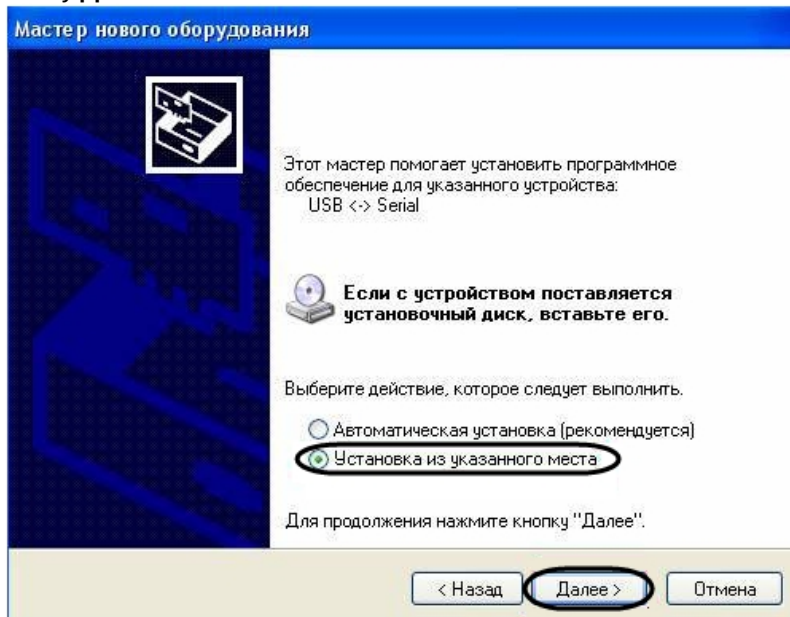 Мастер нового оборудования
Этот мастер помогает установить программное
обеспечение для указанного устройства:
USB <-> Serial
Если с устройством поставляется
установочный диск, вставьте его.
Выберите действие, которое следует выполнить.
Автоматическая установка (рекомендуется)
Установка из указанного места
Для продолжения нажмите кнопку "Далее".
< Назад Далее > Отмена